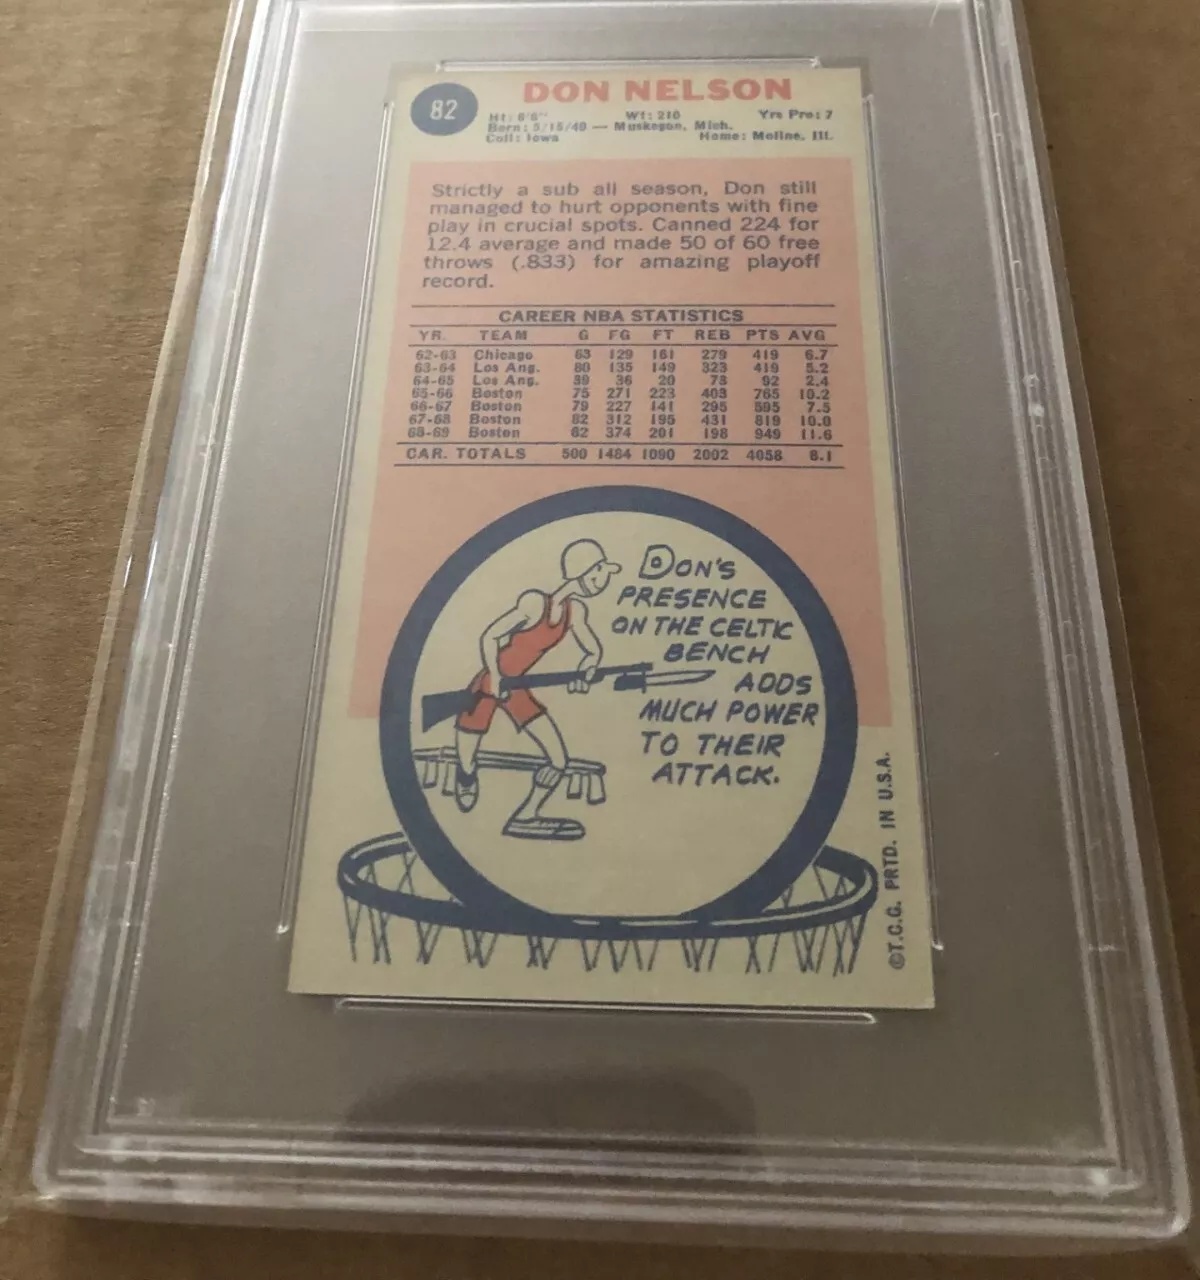 82
DON NELSON
Ht: 6'6" Wt: 210 Yrs Pro: 7
Born: 5/15/40 — Muskegon, Mich.
Coll: Iowa Home: Moline, Ill.
Strictly a sub all season, Don still
managed to hurt opponents with fine
play in crucial spots. Canned 224 for
12.4 average and made 50 of 60 free
throws (.833) for amazing playoff
record.
CAREER NBA STATISTICS
YR. TEAM G FG FT REB PTS AVG
62-63 Chicago 63 129 161 279 419 6.7
63-64 Los Ang. 80 135 149 323 419 5.2
64-65 Los Ang. 39 36 20 73 92 2.4
65-66 Boston 75 271 223 403 765 10.2
66-67 Boston 79 227 141 295 595 7.5
67-68 Boston 82 312 195 431 819 10.0
68-69 Boston 82 374 201 198 949 11.6
CAR. TOTALS 500 1484 1090 2002 4058 8.1
DON'S
PRESENCE
ON THE CELTIC
BENCH
ADDS
MUCH POWER
TO THEIR
ATTACK.
©T.C.G. PRTD. IN U.S.A.